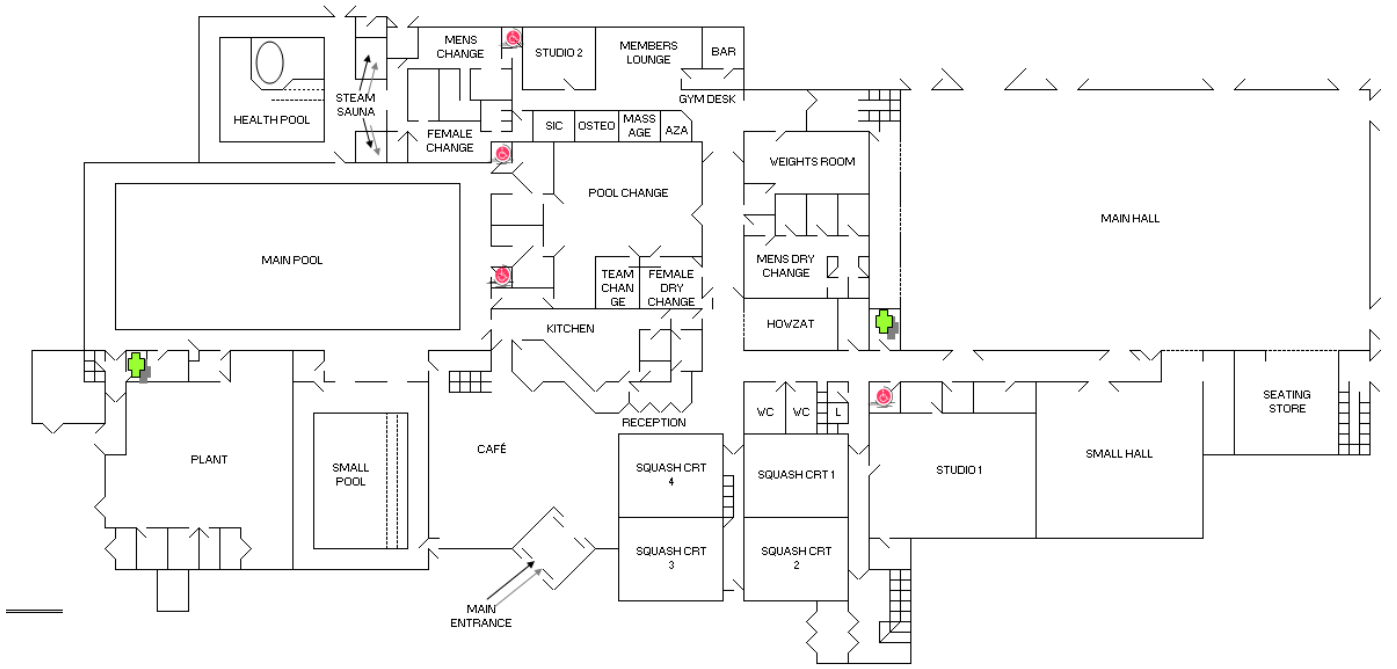 MENS
CHANGE
STUDIO 2
MEMBERS
LOUNGE
BAR
STEAM
SAUNA
GYM DESK
HEALTH POOL
FEMALE
CHANGE
SIC
OSTEO
MASS
AGE
AZA
WEIGHTS ROOM
POOL CHANGE
MAIN HALL
MAIN POOL
TEAM
CHAN
GE
FEMALE
DRY
CHANGE
MENS DRY
CHANGE
KITCHEN
HOWZAT
SEATING
STORE
WC
WC
L
RECEPTION
CAFÉ
PLANT
SMALL
POOL
SQUASH CRT
4
SQUASH CRT 1
STUDIO 1
SMALL HALL
SQUASH CRT
3
SQUASH CRT
2
MAIN
ENTRANCE